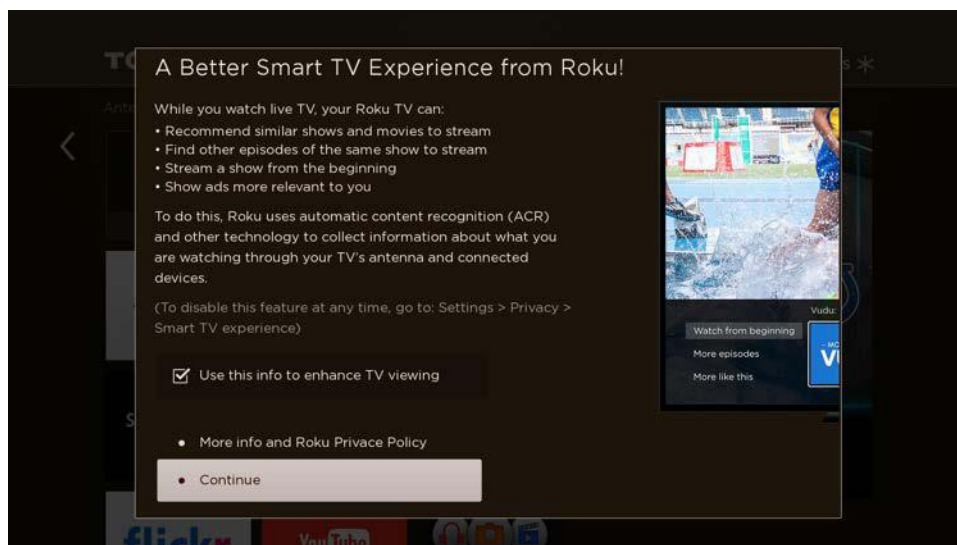 A Better Smart TV Experience from Roku!
While you watch live TV, your Roku TV can:
• Recommend similar shows and movies to stream
• Find other episodes of the same show to stream
• Stream a show from the beginning
• Show ads more relevant to you
To do this, Roku uses automatic content recognition (ACR)
and other technology to collect information about what you
are watching through your TV's antenna and connected
devices.
(To disable this feature at any time, go to: Settings > Privacy >
Smart TV experience)
Use this info to enhance TV viewing
• More info and Roku Privace Policy
• Continue
Vudu:
Watch from beginning
More episodes
More like this
flickr
YouTube